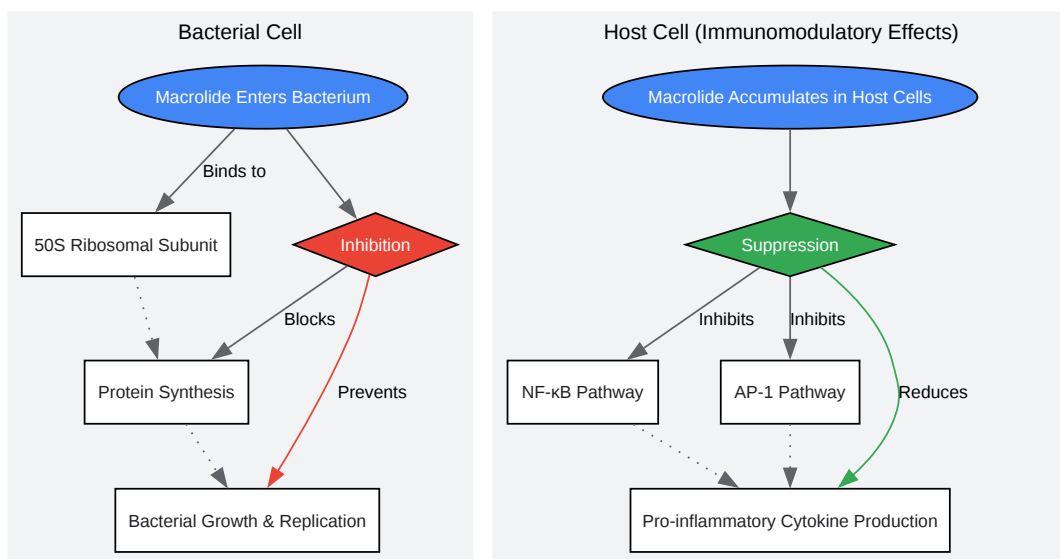 Bacterial Cell
Macrolide Enters Bacterium
Binds to
50S Ribosomal Subunit
Inhibition
Blocks
Protein Synthesis
Prevents
Bacterial Growth & Replication
Host Cell (Immunomodulatory Effects)
Macrolide Accumulates in Host Cells
Suppression
Inhibits
Inhibits
NF-κB Pathway
AP-1 Pathway
Reduces
Pro-inflammatory Cytokine Production